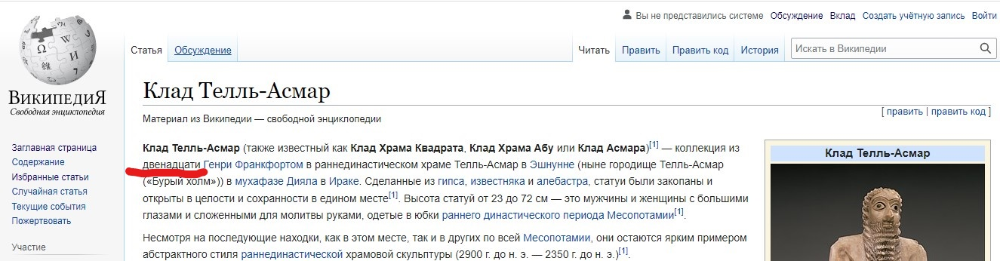 Вы не представились системе Обсуждение Вклад Создать учётную запись Войти
Статья Обсуждение Читать Править Править код История Искать в Википедии
ВИКИПЕДИЯ
Свободная энциклопедия
Заглавная страница
Содержание
Избранные статьи
Случайная статья
Текущие события
Пожертвовать
Участие
Клад Телль-Асмар
Материал из Википедии — свободной энциклопедии
[ править | править код ]
Клад Телль-Асмар (также известный как Клад Храма Квадрата, Клад Храма Абу или Клад Асмара)[1] — коллекция из
двенадцати Генри Франкфортом в раннединастическом храме Телль-Асмар в Эшнунне (ныне городище Телль-Асмар
(«Бурый холм»)) в мухафазе Дияла в Ираке. Сделанные из гипса, известняка и алебастра, статуи были закопаны и
открыты в целости и сохранности в едином месте[1]. Высота статуй от 23 до 72 см — это мужчины и женщины с большими
глазами и сложенными для молитвы руками, одетые в юбки раннего династического периода Месопотамии[1].
Несмотря на последующие находки, как в этом месте, так и в других по всей Месопотамии, они остаются ярким примером
абстрактного стиля раннединастической храмовой скульптуры (2900 г. до н. э. — 2350 г. до н. э.)[1].
Клад Телль-Асмар